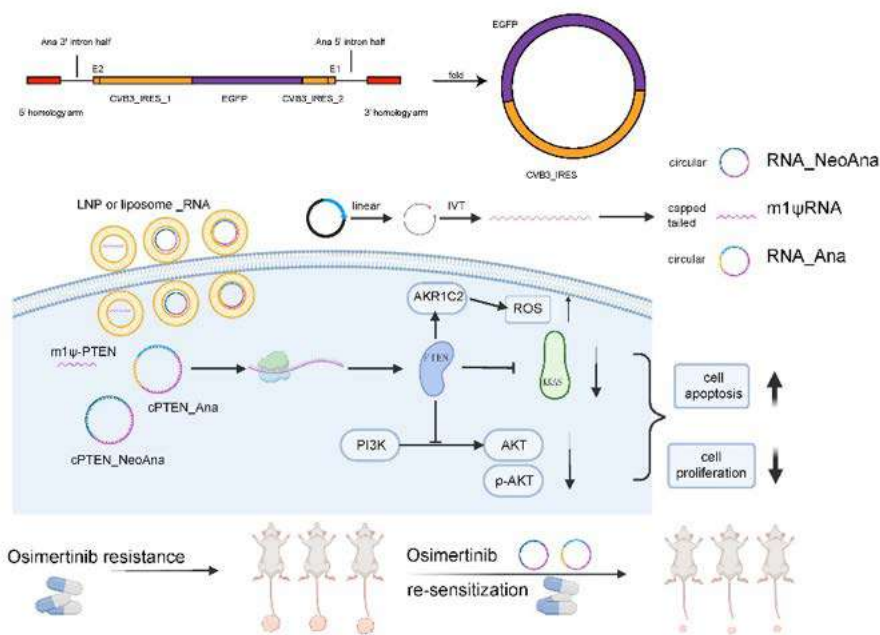 EGFP
Ana 3' intron half
Ana 5' intron half
E2
E1
fold
CVB3_IRES_1
EGFP
CVB3_IRES_2
5' homology arm
3' homology arm
CVB3_IRES
circular
RNA_NeoAna
LNP or liposome _RNA
linear
IVT
capped
tailed
m1ψRNA
circular
RNA_Ana
AKR1C2
ROS
m1ψ-PTEN
PTEN
KRAS
cPTEN_Ana
cell
apoptosis
cPTEN_NeoAna
PI3K
AKT
p-AKT
cell
proliferation
Osimertinib resistance
Osimertinib
re-sensitization